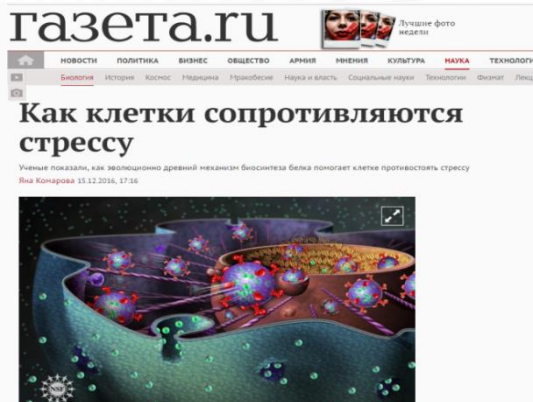 газета.ru
Лучшие фото
недели
НОВОСТИ ПОЛИТИКА БИЗНЕС ОБЩЕСТВО АРМИЯ МНЕНИЯ КУЛЬТУРА НАУКА ТЕХНОЛОГИ
Биология История Космос Медицина Мракобесие Наука и власть Социальные науки Технологии Физмат Лекц
Как клетки сопротивляются
стрессу
Ученые показали, как эволюционно древний механизм биосинтеза белка помогает клетке противостоять стрессу
Яна Комарова 15.12.2016, 17:16
NSF